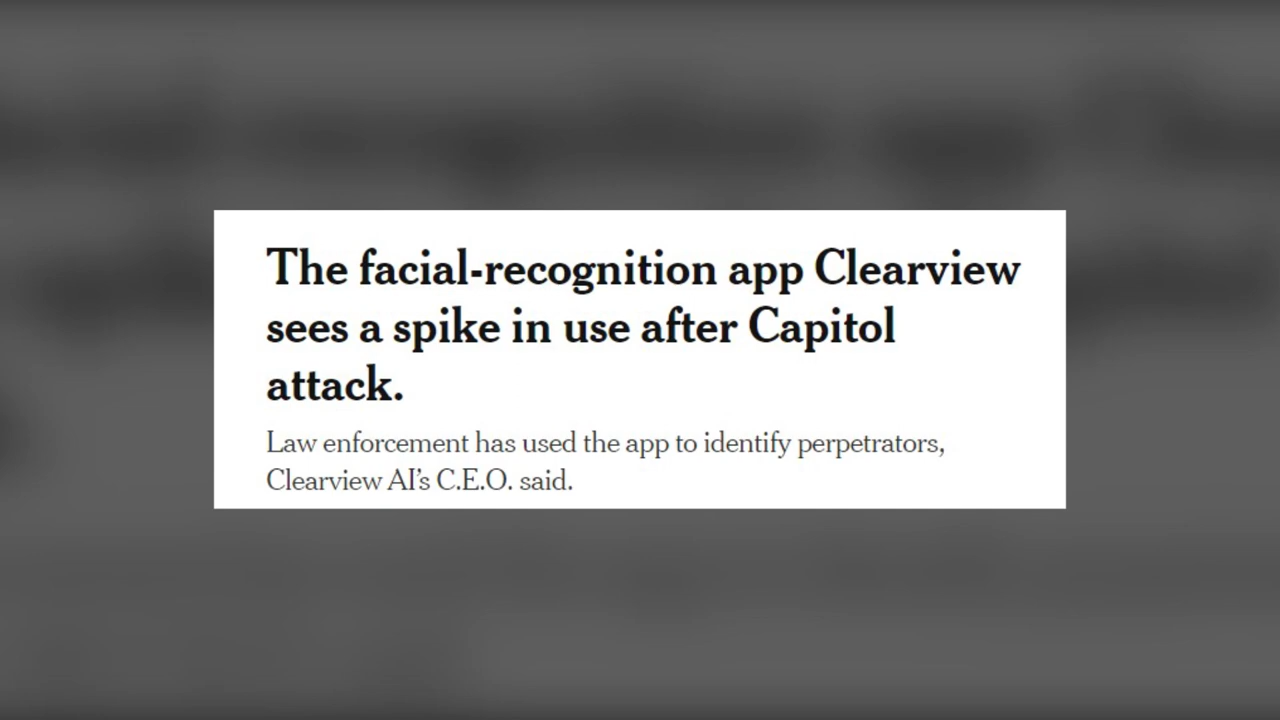 The facial-recognition app Clearview
sees a spike in use after Capitol
attack.
Law enforcement has used the app to identify perpetrators,
Clearview AI’s C.E.O. said.